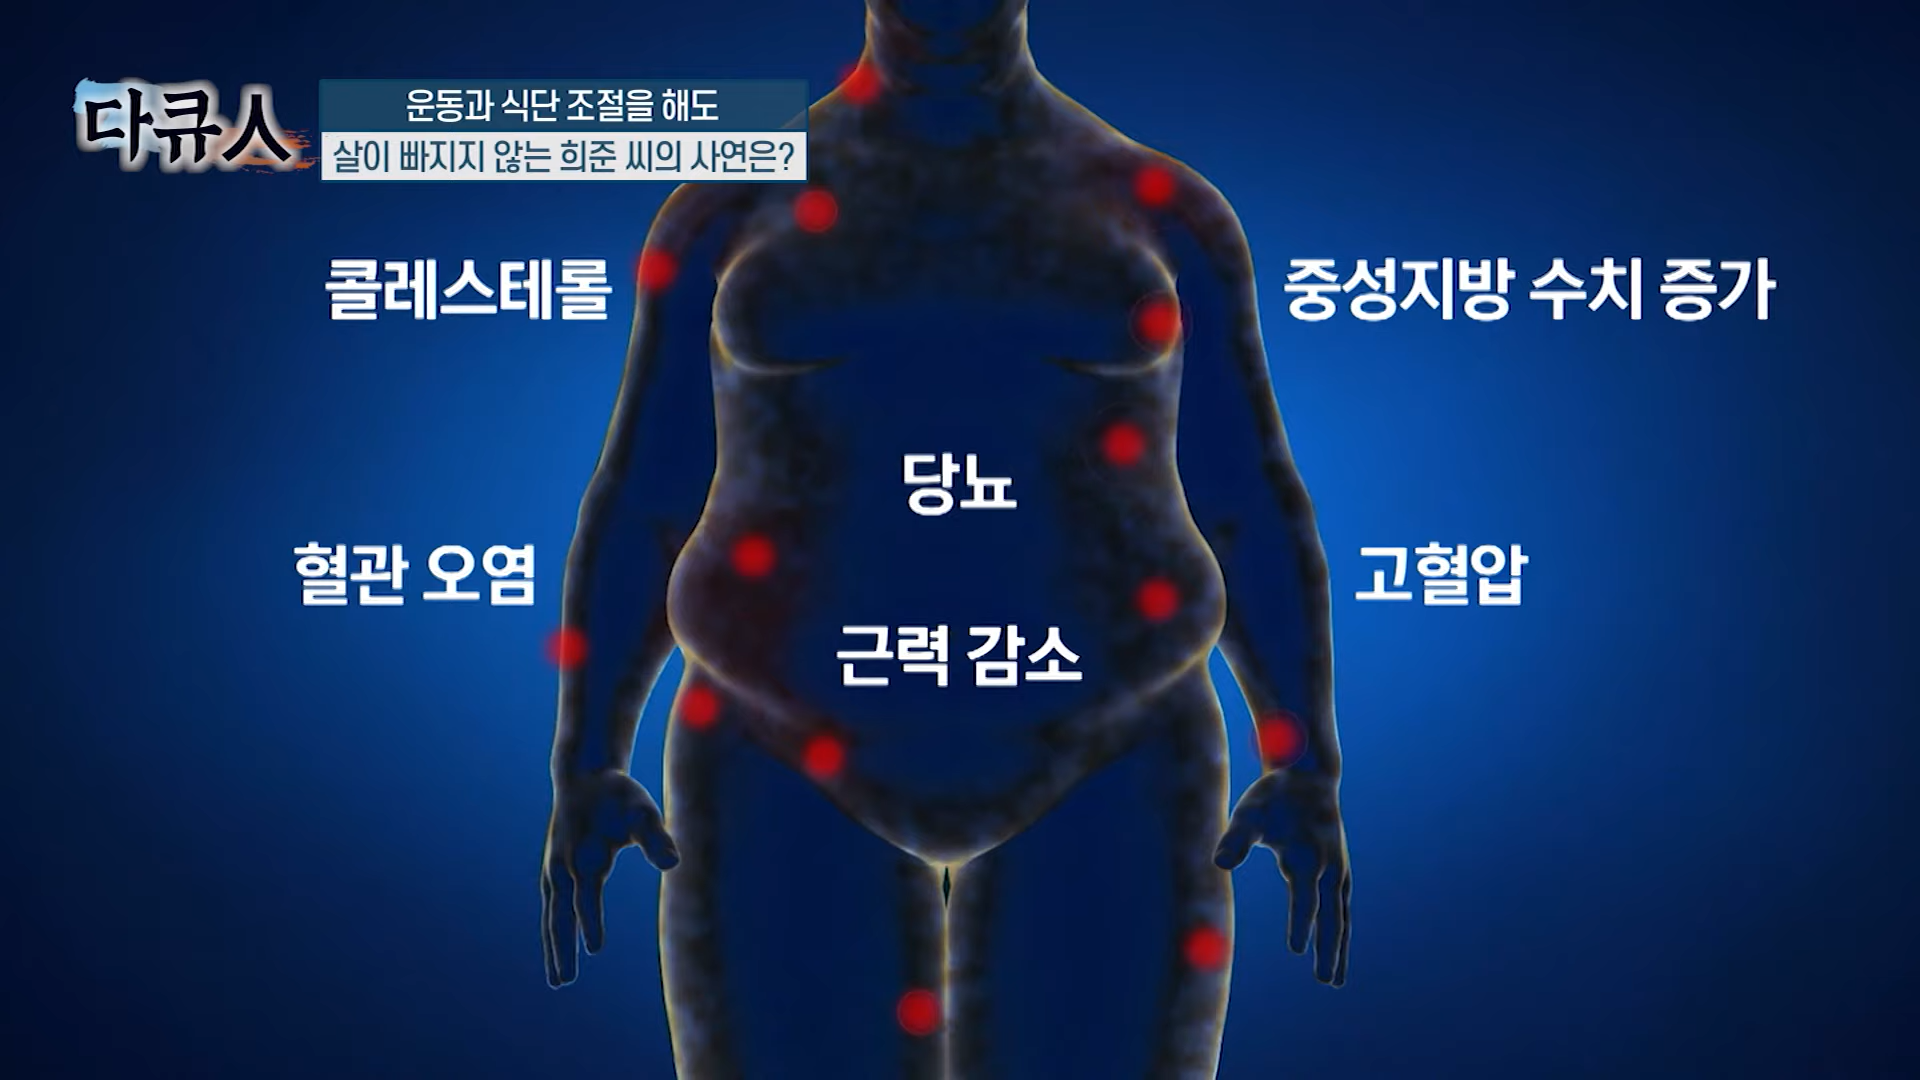 다큐人
운동과 식단 조절을 해도
살이 빠지지 않는 희준 씨의 사연은?
콜레스테롤
중성지방 수치 증가
당뇨
혈관 오염
고혈압
근력 감소